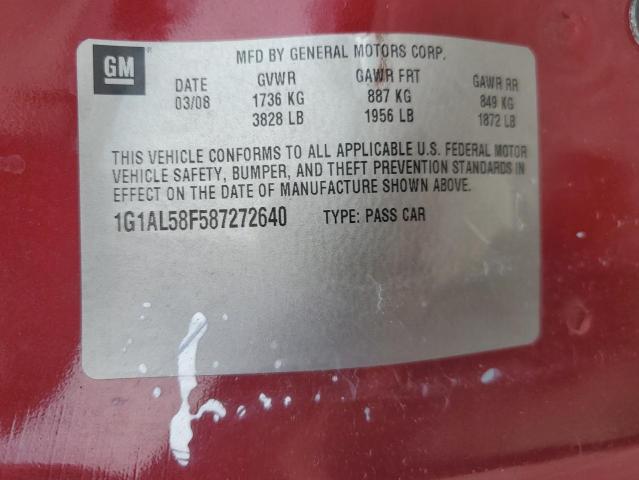 GM®
MFD BY GENERAL MOTORS CORP.
DATE GVWR GAWR FRT GAWR RR
03/08 1736 KG 887 KG 849 KG
3828 LB 1956 LB 1872 LB
THIS VEHICLE CONFORMS TO ALL APPLICABLE U.S. FEDERAL MOTOR
VEHICLE SAFETY, BUMPER, AND THEFT PREVENTION STANDARDS IN
EFFECT ON THE DATE OF MANUFACTURE SHOWN ABOVE.
1G1AL58F587272640 TYPE: PASS CAR